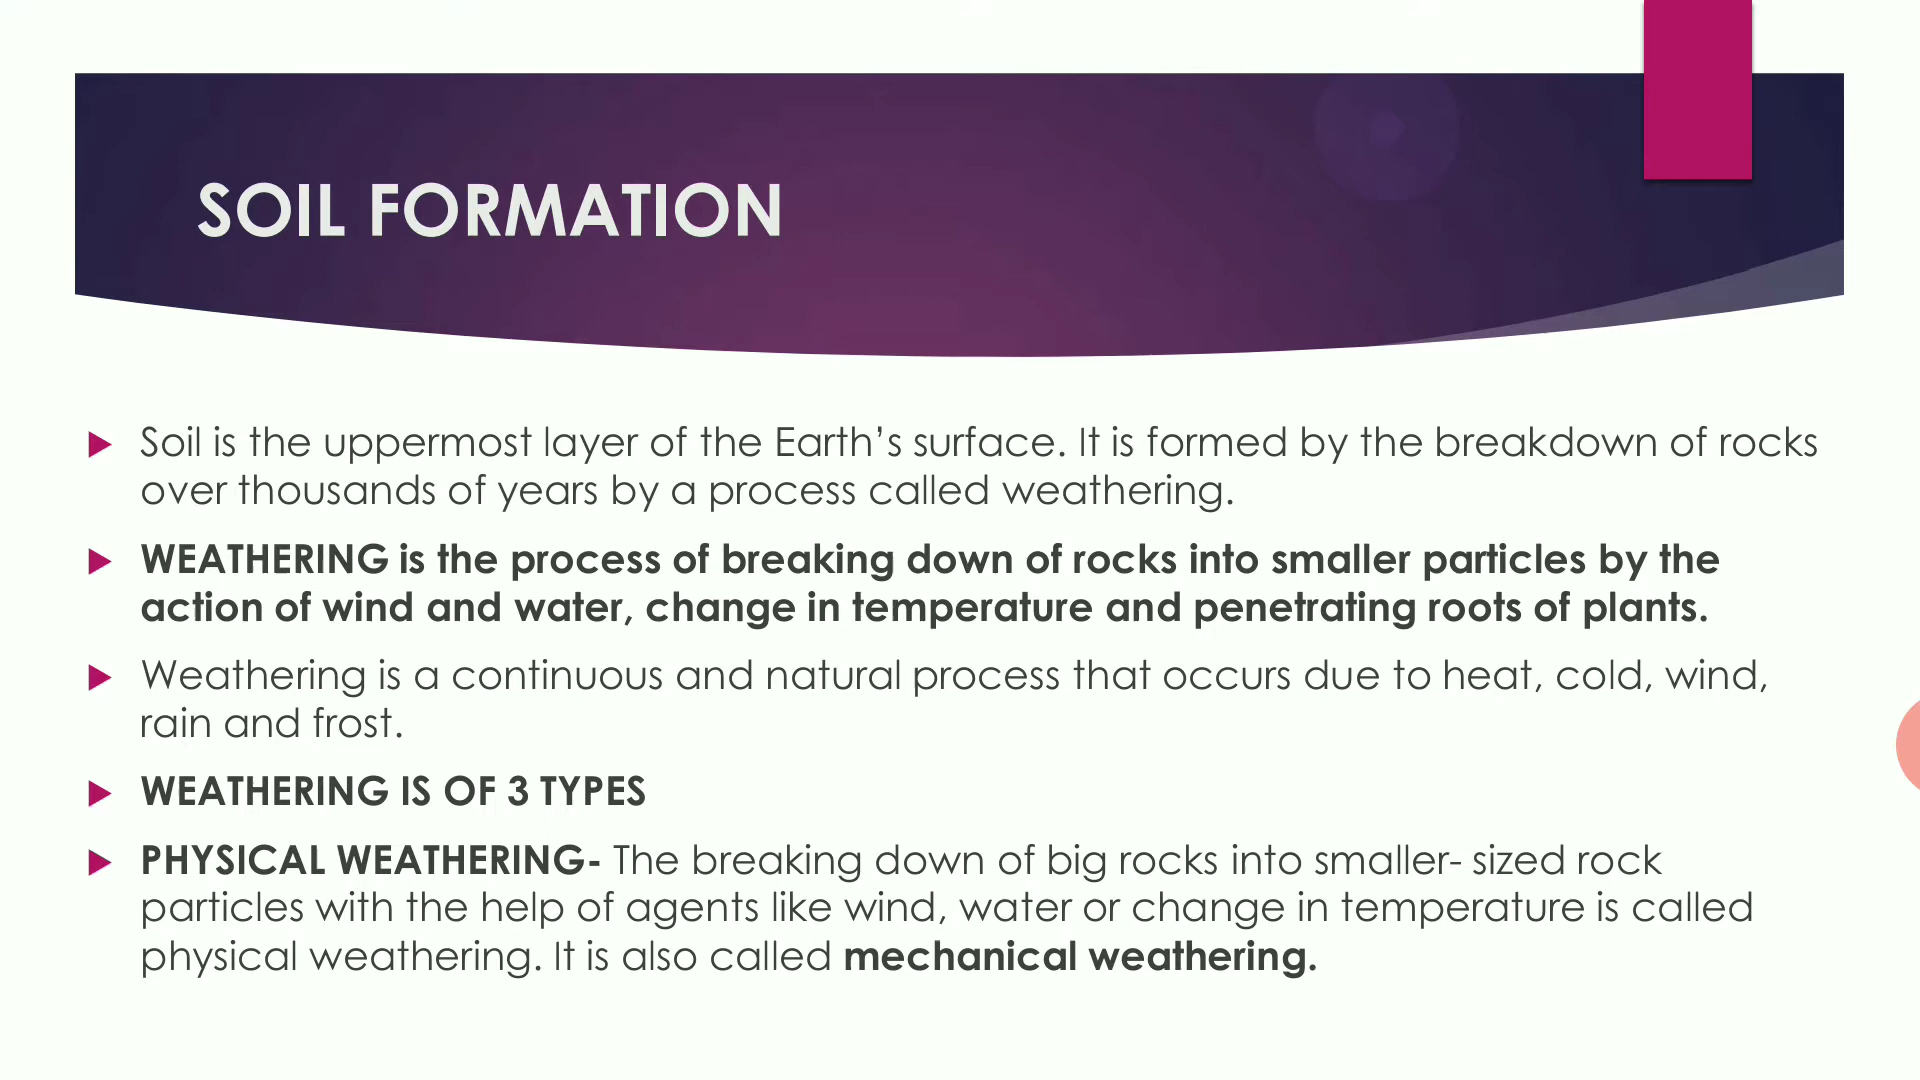 SOIL FORMATION
Soil is the uppermost layer of the Earth’s surface. It is formed by the breakdown of rocks
over thousands of years by a process called weathering.
WEATHERING is the process of breaking down of rocks into smaller particles by the
action of wind and water, change in temperature and penetrating roots of plants.
Weathering is a continuous and natural process that occurs due to heat, cold, wind,
rain and frost.
WEATHERING IS OF 3 TYPES
PHYSICAL WEATHERING- The breaking down of big rocks into smaller- sized rock
particles with the help of agents like wind, water or change in temperature is called
physical weathering. It is also called mechanical weathering.